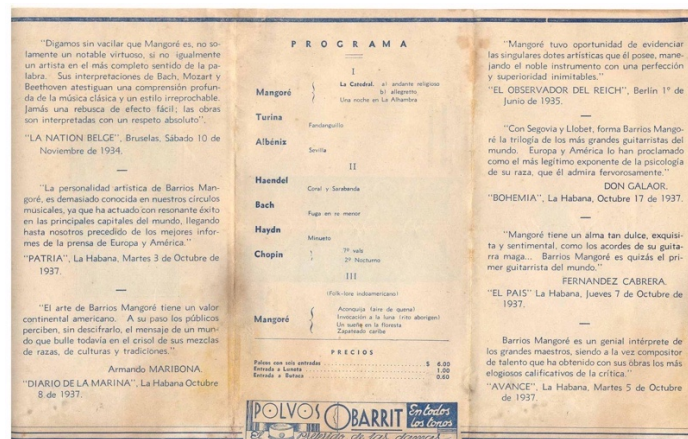 "Digamos sin vacilar que Mangoré es, no so-
lamente un notable virtuoso, si no igualmente
un artista en el más completo sentido de la pa-
labra. Sus interpretaciones de Bach, Mozart y
Beethoven atestiguan una comprensión profun-
da de la música clásica y un estilo irreprochable.
Jamás una rebusca de efecto fácil; las obras
son interpretadas con un respeto absoluto".
"LA NATION BELGE", Bruselas, Sábado 10 de
Noviembre de 1934.
"La personalidad artística de Barrios Man-
goré, es demasiado conocida en nuestros círculos
musicales, ya que ha actuado con resonante éxito
en las principales capitales del mundo, llegando
hasta nosotros precedido de los mejores infor-
mes de la prensa de Europa y América."
"PATRIA", La Habana, Martes 3 de Octubre de
1937.
"El arte de Barrios Mangoré tiene un valor
continental americano. A su paso los públicos
perciben, sin descifrarlo, el mensaje de un mun-
do que bulle todavía en el crisol de sus mezclas
de razas, de culturas y tradiciones."
Armando MARIBONA.
"DIARIO DE LA MARINA", La Habana Octubre
8 de 1937.
PROGRAMA
I
Mangoré
La Catedral. a) andante religioso
b) allegretto
Una noche en La Alhambra
Turina
Fandanguillo
Albéniz
Sevilla
II
Haendel
Coral y Sarabanda
Bach
Fuga en re menor
Haydn
Minueto
Chopin
7º vals
2º Nocturno
III
(Folk-lore indoamericano)
Mangoré
Aconquija (aire de quena)
Invocación a la luna (rito aborigen)
Un sueño en la floresta
Zapateado caribe
PRECIOS
Palcos con seis entradas $ 6.00
Entrada a Luneta 1.00
Entrada a Butaca 0.60
POLVOS OBARRIT En todos
los tonos
El método de las damas
"Mangoré tuvo oportunidad de evidenciar
las singulares dotes artísticas que él posee, mane-
jando el noble instrumento con una perfección
y superioridad inimitables."
"EL OBSERVADOR DEL REICH", Berlín 1º de
Junio de 1935.
"Con Segovia y Llobet, forma Barrios Mango-
ré la trilogía de los más grandes guitarristas del
mundo. Europa y América lo han proclamado
como el más legítimo exponente de la psicología
de su raza, que él admira fervorosamente."
DON GALAOR.
"BOHEMIA", La Habana, Octubre 17 de 1937.
"Mangoré tiene un alma tan dulce, exquisi-
ta y sentimental, como los acordes de su guita-
rra maga... Barrios Mangoré es quizás el pri-
mer guitarrista del mundo."
FERNANDEZ CABRERA.
"EL PAIS" La Habana, Jueves 7 de Octubre de
1937.
Barrios Mangoré es un genial intérprete de
los grandes maestros, siendo a la vez compositor
de talento que ha obtenido con sus obras los más
elogiosos calificativos de la crítica."
"AVANCE", La Habana, Martes 5 de Octubre
de 1937.